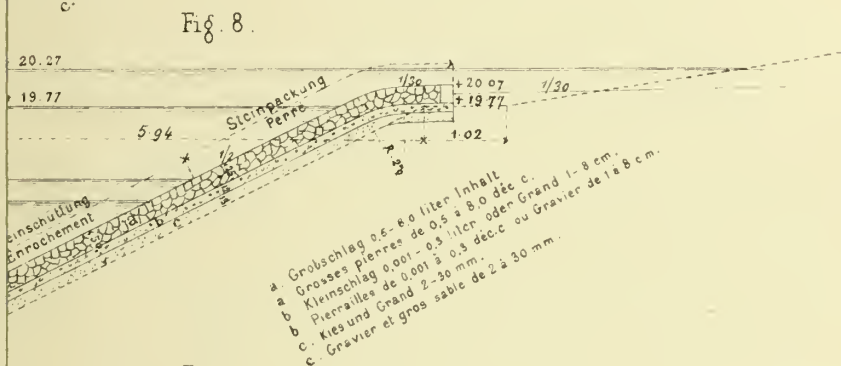 c.
Fig. 8.
20.27
19.77
5.94
Steinpackung
Perré
1/30
+20 07
+19.77
1/30
1.02
1/2
a
b
c
einschüttung
Enrochement
a. Grobschlag 0,5-8,0 liter Inhalt
a Grosses pierres de 0,5 à 8,0 déc c.
b Kleinschlag 0,001-0,3 liter oder Grand 1-8 cm.
b Pierrailles de 0,001 à 0,3 déc.c ou Gravier de 1 à 8 cm.
c. Kies und Grand 2-30 mm.
c. Gravier et gros sable de 2 à 30 mm.